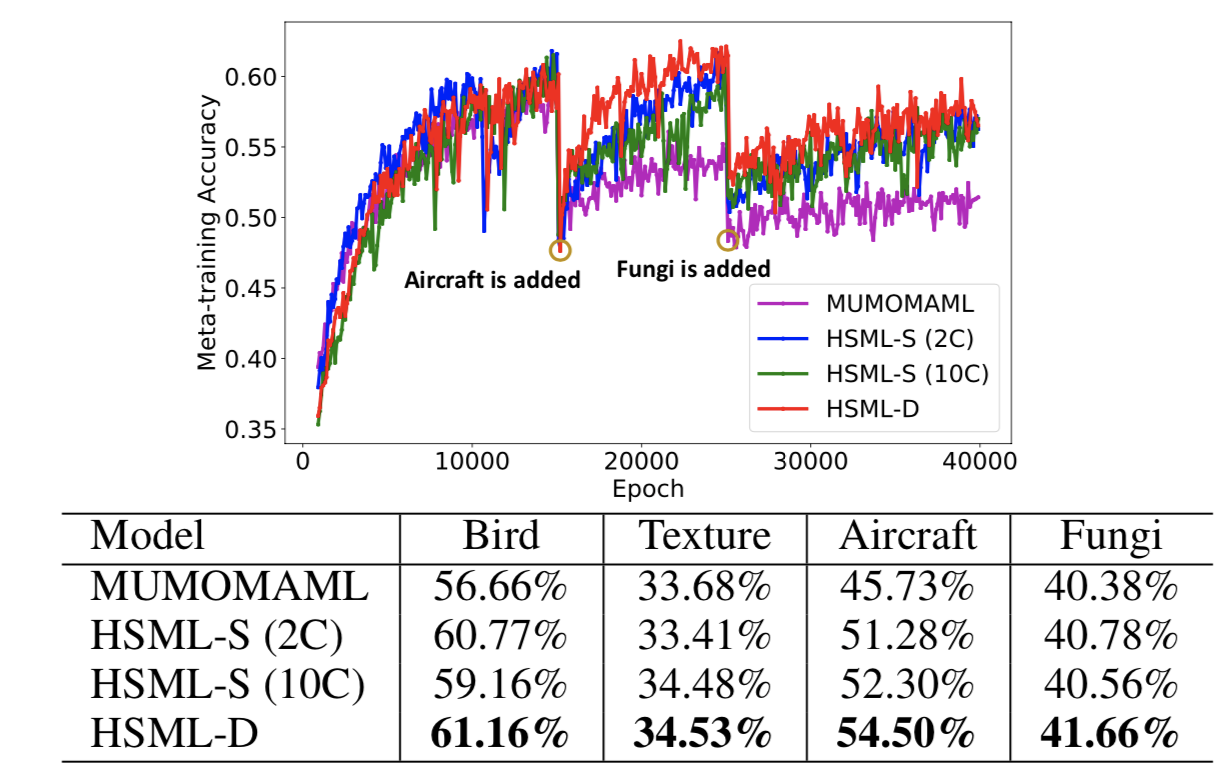 Meta-training Accuracy
0.60
0.55
0.50
0.45
0.40
0.35
Aircraft is added
Fungi is added
MUMOMAML
HSML-S (2C)
HSML-S (10C)
HSML-D
0 10000 20000 30000 40000
Epoch
Model Bird Texture Aircraft Fungi
MUMOMAML 56.66% 33.68% 45.73% 40.38%
HSML-S (2C) 60.77% 33.41% 51.28% 40.78%
HSML-S (10C) 59.16% 34.48% 52.30% 40.56%
HSML-D 61.16% 34.53% 54.50% 41.66%